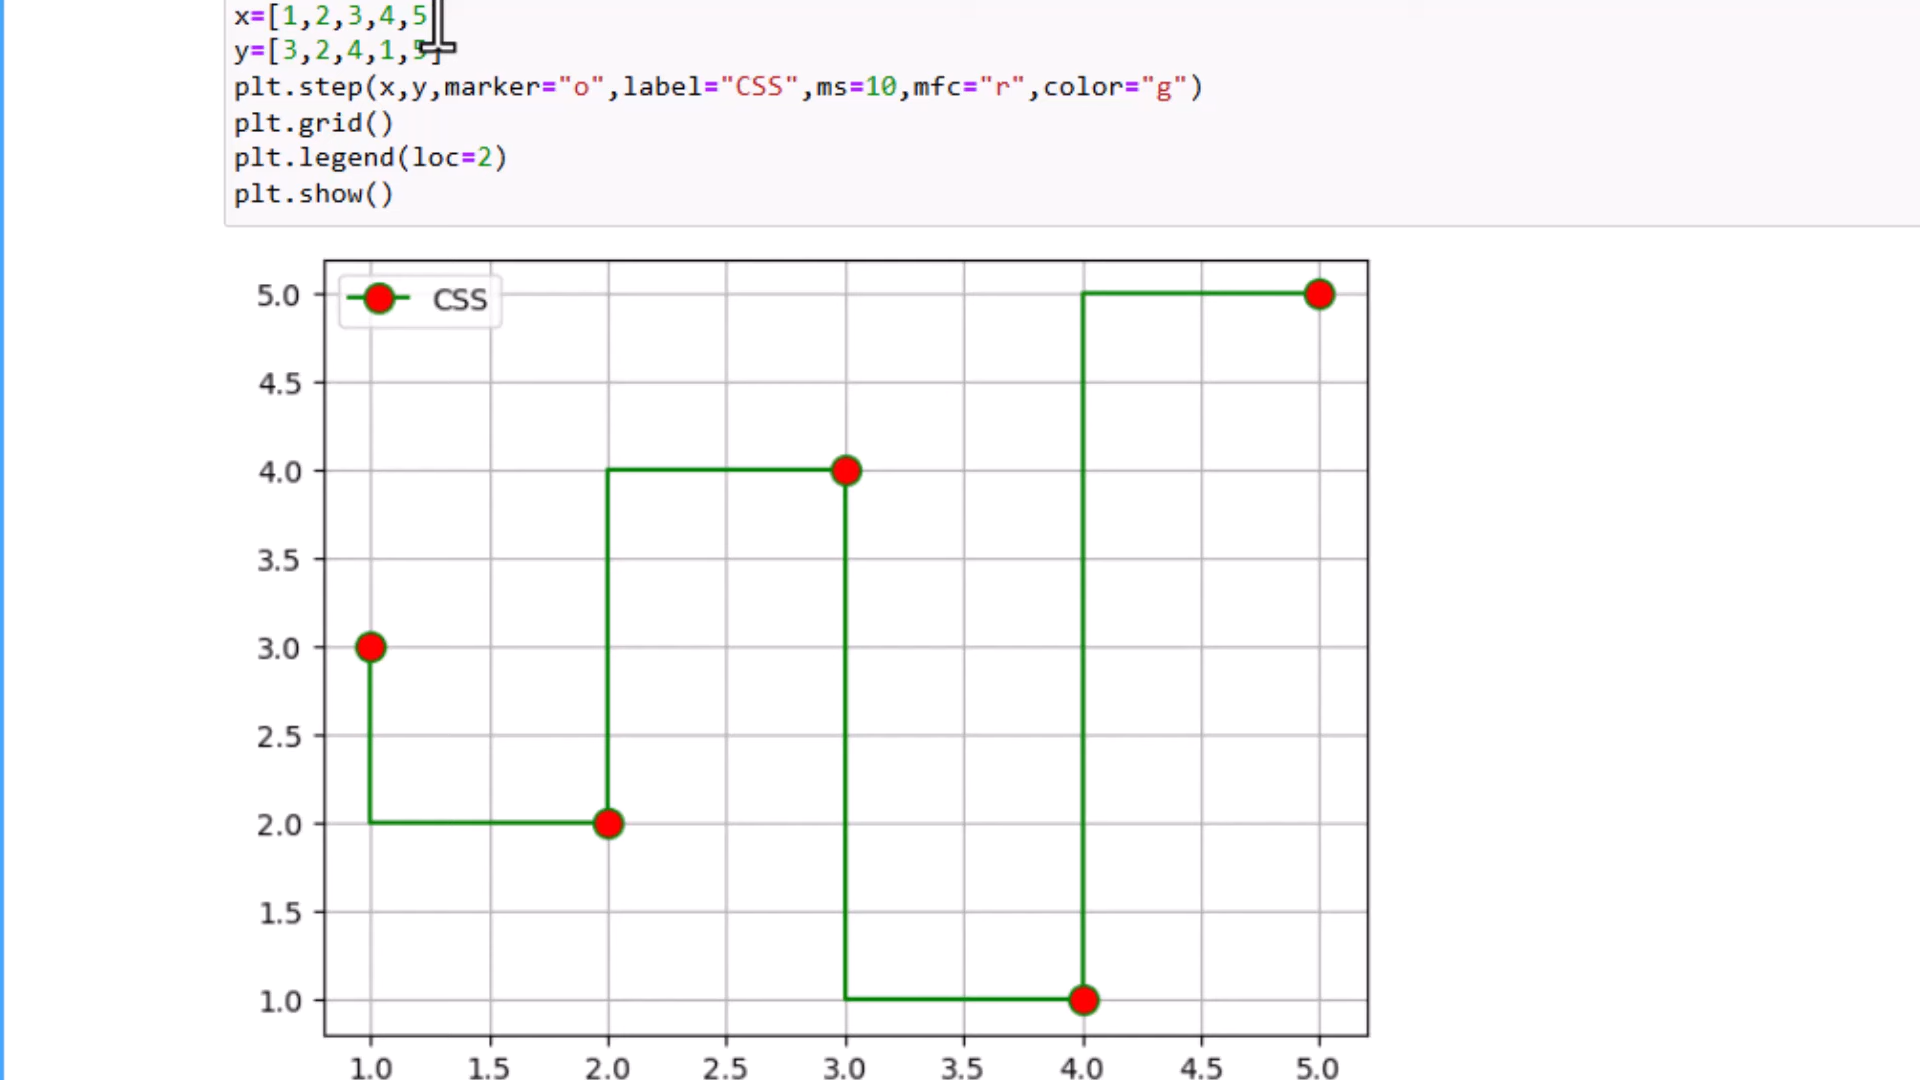 x=[1,2,3,4,5
y=[3,2,4,1,5]
plt.step(x,y,marker="o",label="CSS",ms=10,mfc="r",color="g")
plt.grid()
plt.legend(loc=2)
plt.show()
CSS
5.0
4.5
4.0
3.5
3.0
2.5
2.0
1.5
1.0
1.0 1.5 2.0 2.5 3.0 3.5 4.0 4.5 5.0